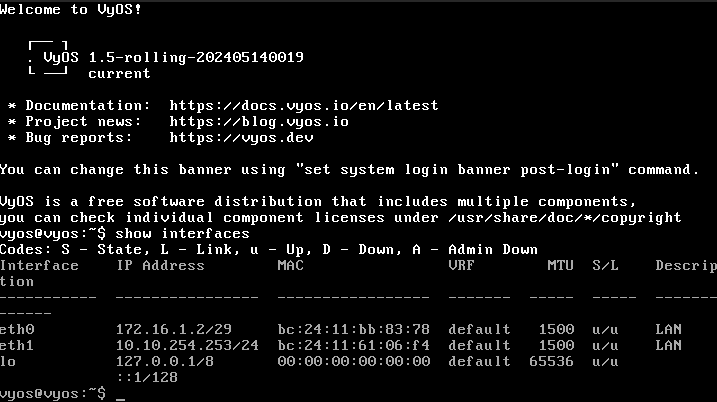 Welcome to VyOS!
. VyOS 1.5-rolling-202405140019
current
* Documentation:  https://docs.vyos.io/en/latest
* Project news:   https://blog.vyos.io
* Bug reports:    https://vyos.dev
You can change this banner using "set system login banner post-login" command.
VyOS is a free software distribution that includes multiple components,
you can check individual component licenses under /usr/share/doc/*/copyright
vyos@vyos:~$ show interfaces
Codes: S - State, L - Link, u - Up, D - Down, A - Admin Down
Interface    IP Address         MAC                VRF        MTU  S/L    Descrip
tion
-----------  -----------------  -----------------  -------  -----  -----  -------
------
eth0         172.16.1.2/29      bc:24:11:bb:83:78  default   1500  u/u    LAN
eth1         10.10.254.253/24   bc:24:11:61:06:f4  default   1500  u/u    LAN
lo           127.0.0.1/8        00:00:00:00:00:00  default  65536  u/u
::1/128
vyos@vyos:~$ _